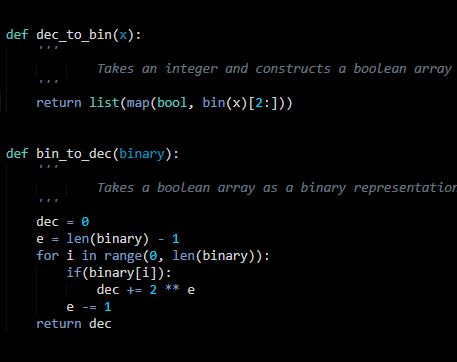 def dec_to_bin(x):
'''
Takes an integer and constructs a boolean array
'''
return list(map(bool, bin(x)[2:]))
def bin_to_dec(binary):
'''
Takes a boolean array as a binary representation
'''
dec = 0
e = len(binary) - 1
for i in range(0, len(binary)):
if(binary[i]):
dec += 2 ** e
e -= 1
return dec